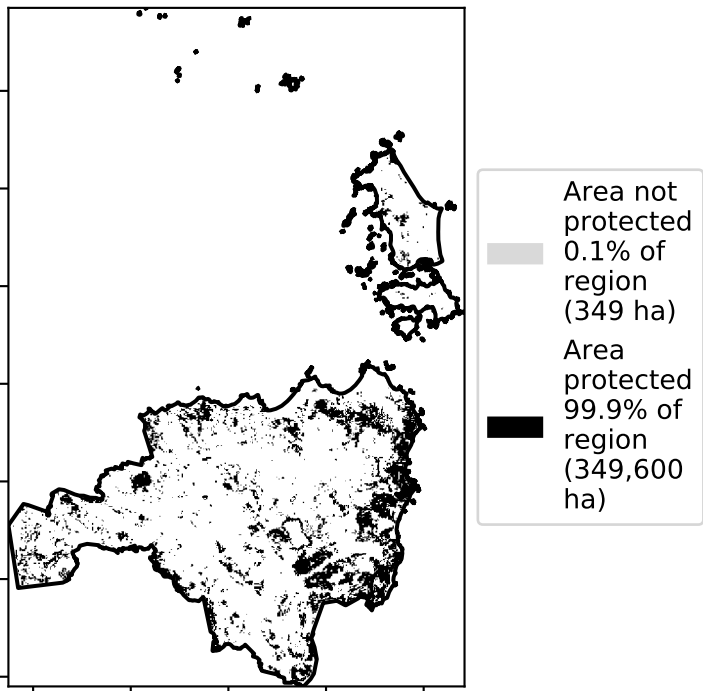 Area not
protected
0.1% of
region
(349 ha)
Area
protected
99.9% of
region
(349,600
ha)